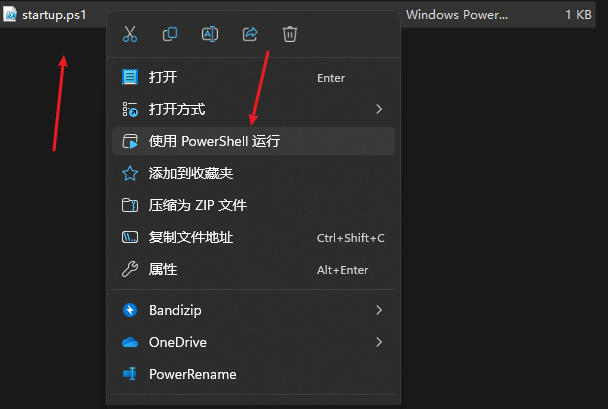 startup.ps1 Windows Power... 1 KB
打开 Enter
打开方式
使用 PowerShell 运行
添加到收藏夹
压缩为 ZIP 文件
复制文件地址 Ctrl+Shift+C
属性 Alt+Enter
Bandizip
OneDrive
PowerRename